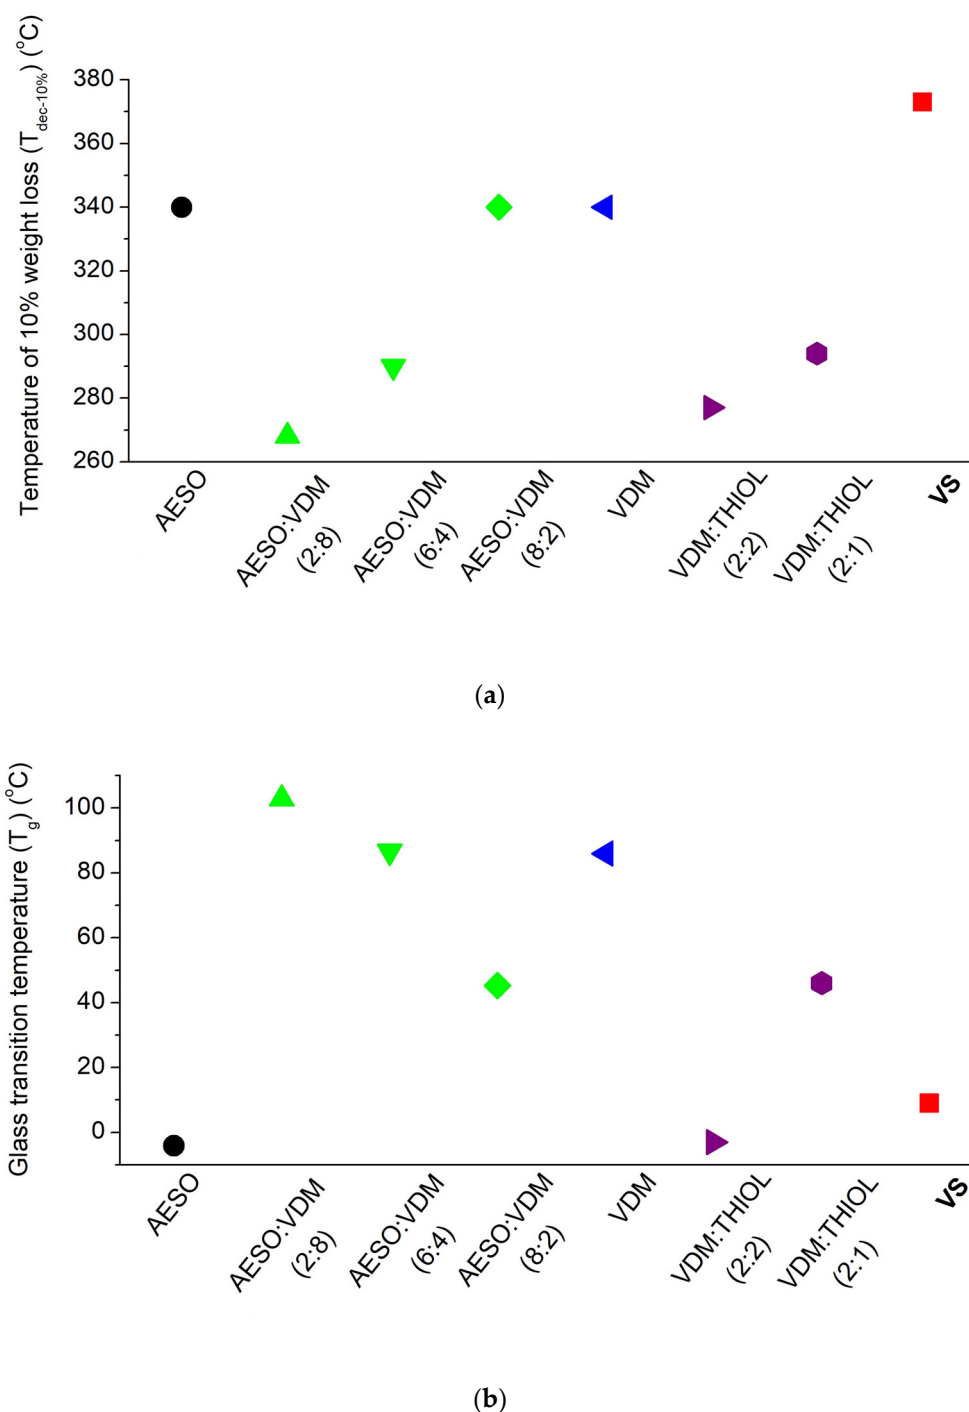 Temperature of 10% weight loss (Tdec-10%) (oC)
380
360
340
320
300
280
260
AESO
AESO:VDM
(2:8)
AESO:VDM
(6:4)
AESO:VDM
(8:2)
VDM
VDM:THIOL
(2:2)
VDM:THIOL
(2:1)
VS
(a)
Glass transition temperature (Tg) (oC)
100
80
60
40
20
0
AESO
AESO:VDM
(2:8)
AESO:VDM
(6:4)
AESO:VDM
(8:2)
VDM
VDM:THIOL
(2:2)
VDM:THIOL
(2:1)
VS
(b)